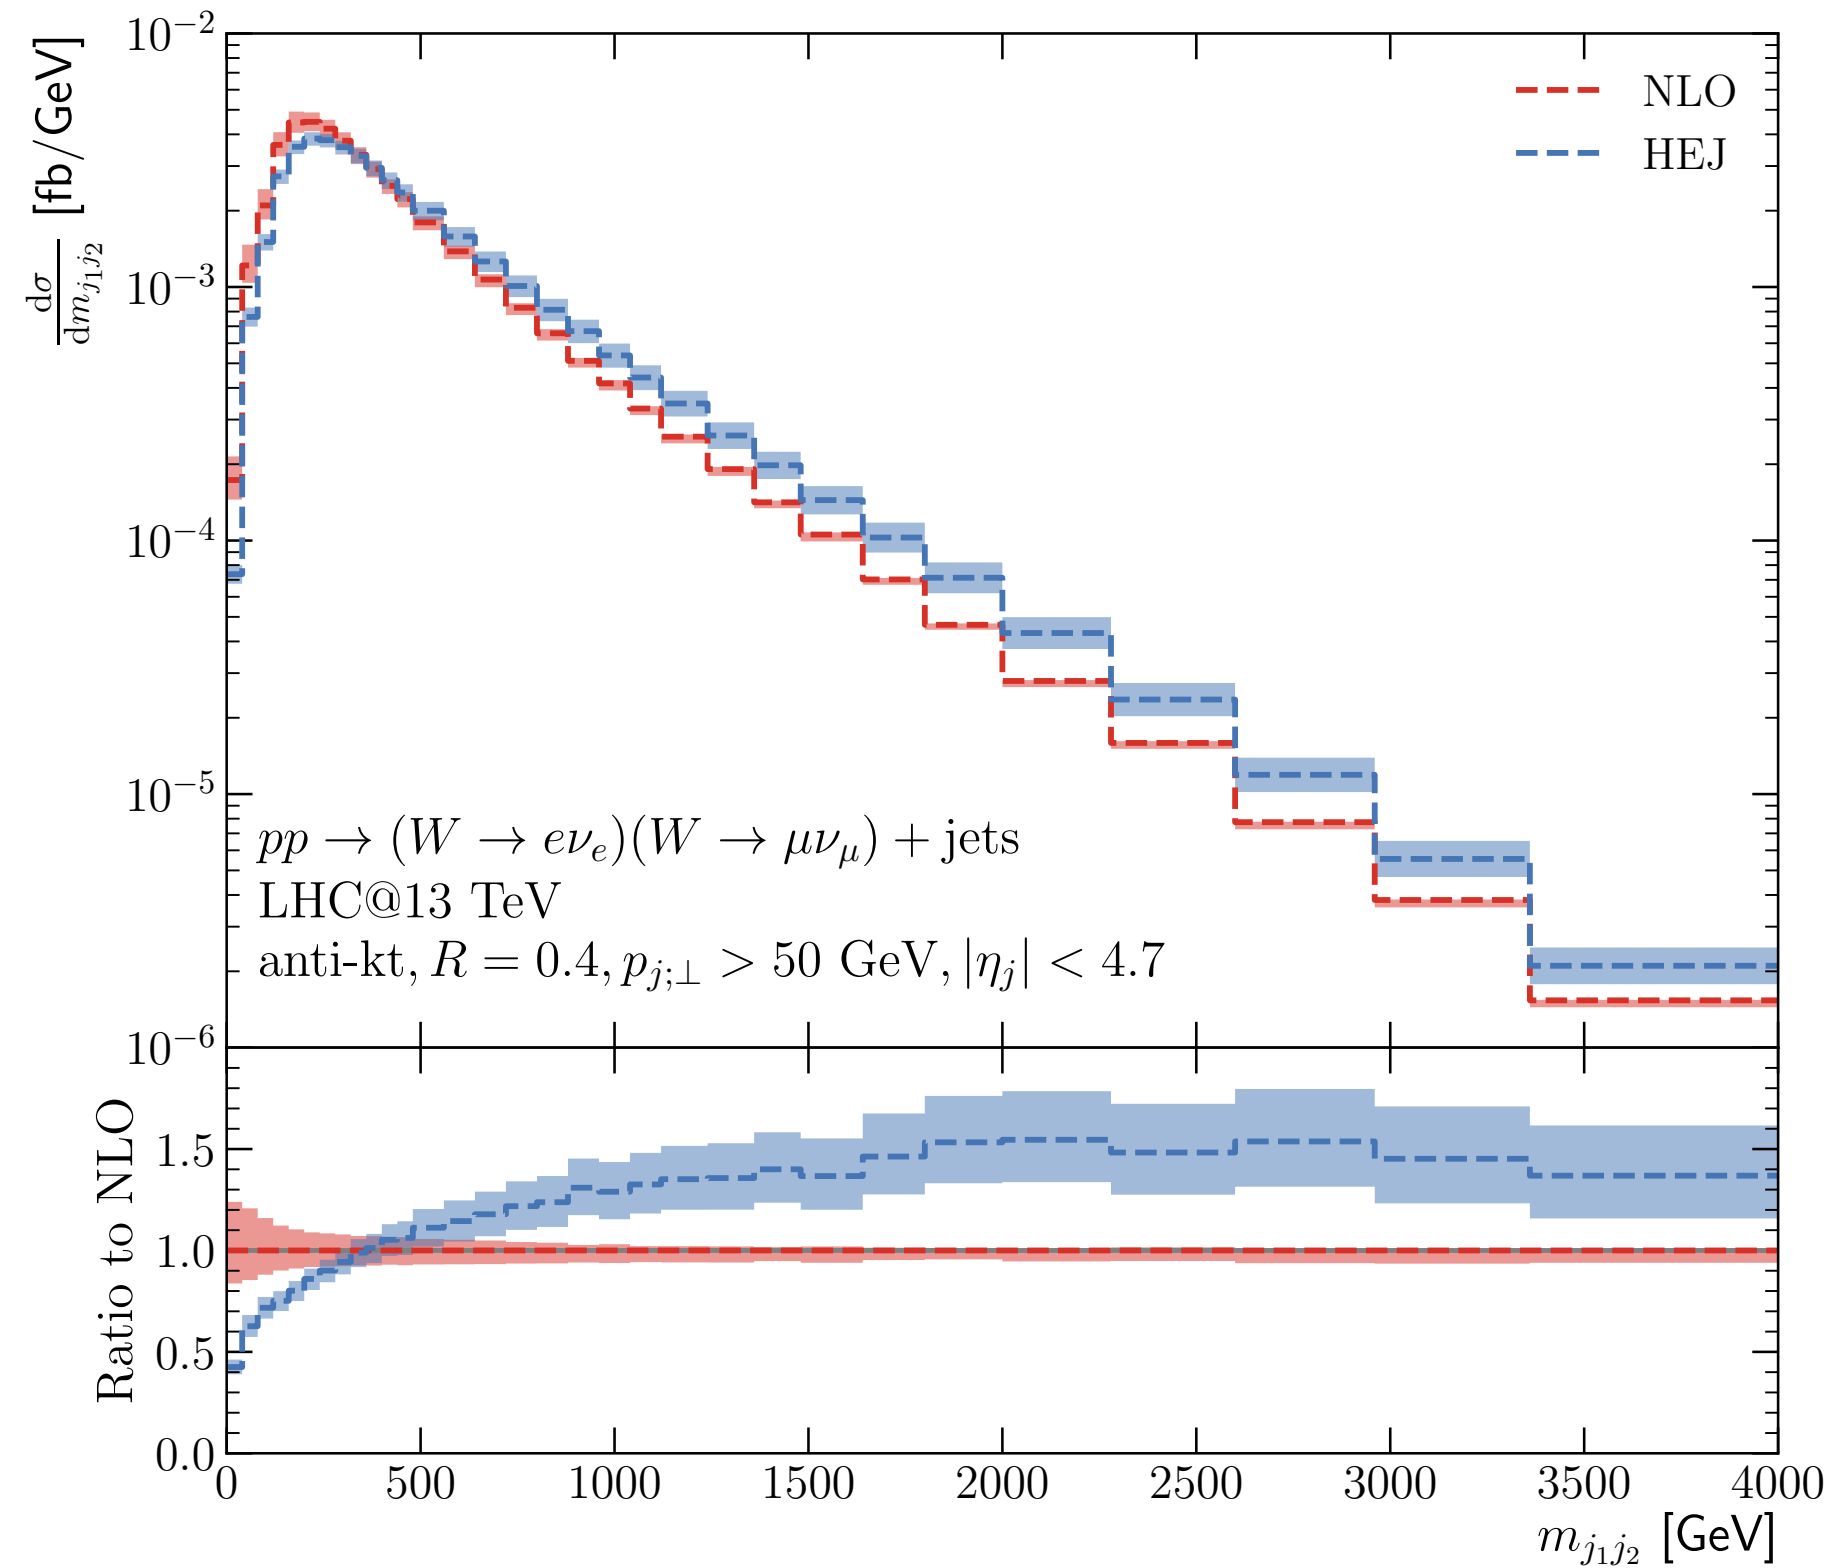 10⁻²
dσ/dm_{j₁j₂} [fb/GeV]
NLO
HEJ
10⁻³
10⁻⁴
10⁻⁵
pp → (W → eν_e)(W → μν_μ) + jets
LHC@13 TeV
anti-kt, R = 0.4, p_{j;⊥} > 50 GeV, |η_j| < 4.7
10⁻⁶
Ratio to NLO
1.5
1.0
0.5
0.0
0 500 1000 1500 2000 2500 3000 3500 4000
m_{j₁j₂} [GeV]